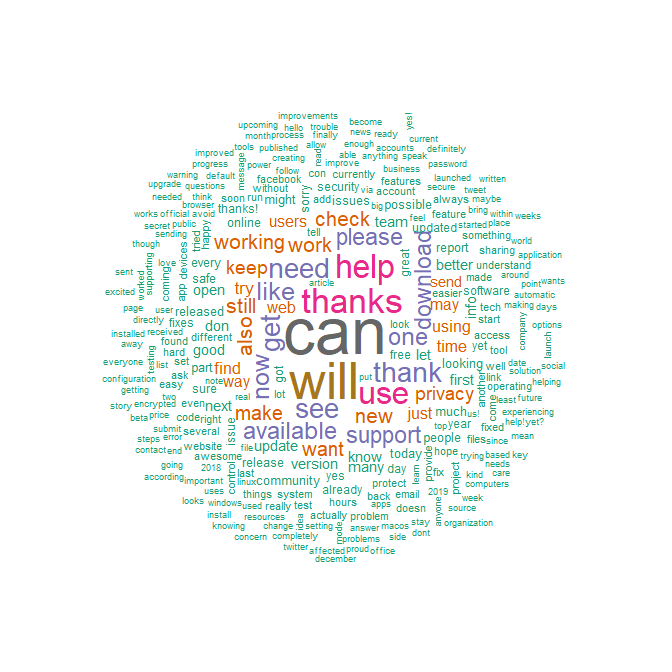 improvements
upcoming hello trouble become yes!
month process finally news ready current
improved tools published allow read enough accounts definitely
progress message creating able anything speak password
warning default power follow improve business launched written
upgrade questions facebook con currently features secure tweet maybe
needed think without sorry security via account always bring within weeks
browser soon run might add issues big possible started place
works official avoid thanks! users check team feel updated feature something world
secret public tried happy online tell please report sharing application
though devices working work great download better understand point wants
sent supporting worked love coming app every keep need help send easier software automatic
excited safe open try like article thanks info tech making days
page user released still web can may start company options
directly received fixes don also get look using access launch
installed away found good now free let time yet tool
everyone testing hard part find got will one looking well date social
configuration list set way put thank first link another solution operating helping
getting ask sure note lot use privacy come least future
encrypted easy real see new just much us! experiencing
story two even next make top year help! yet?
beta price code right available support people fixed since
submit several issue want today files mean
steps error website file update know hope trying based key
contact end awesome release version many day learn provide fix project kind needs care
going 2018 last yes protect computers
according important control linux community already back email 2019 week
looks uses windows things system hours apps doesn anyone source
install used really test actually problem macos stay organization
knowing resources change idea setting mode answer side dont
concern completely problems
twitter affected proud office
december